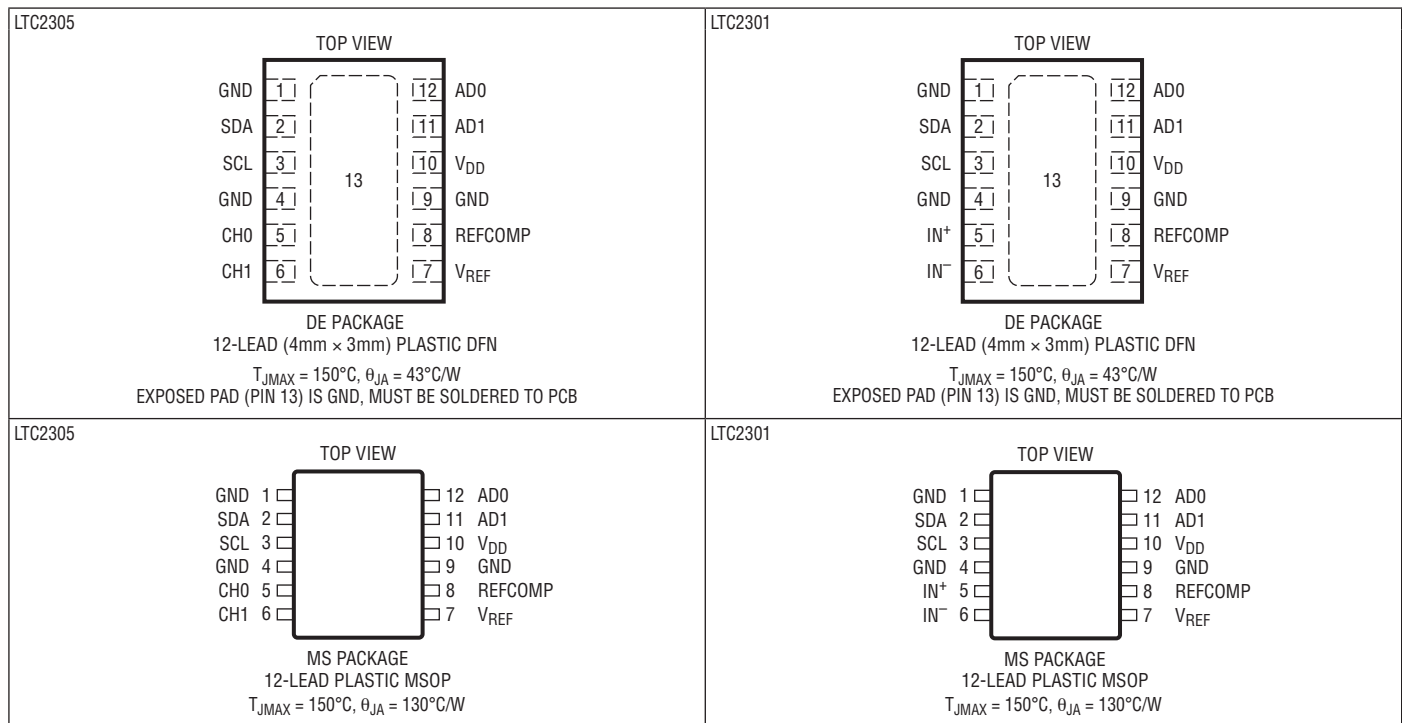 LTC2305
TOP VIEW
GND 1 12 AD0
SDA 2 11 AD1
SCL 3 10 VDD
GND 4 13 9 GND
CH0 5 8 REFCOMP
CH1 6 7 VREF
DE PACKAGE
12-LEAD (4mm × 3mm) PLASTIC DFN
TJMAX = 150°C, θJA = 43°C/W
EXPOSED PAD (PIN 13) IS GND, MUST BE SOLDERED TO PCB
LTC2301
TOP VIEW
GND 1 12 AD0
SDA 2 11 AD1
SCL 3 10 VDD
GND 4 13 9 GND
IN+ 5 8 REFCOMP
IN– 6 7 VREF
DE PACKAGE
12-LEAD (4mm × 3mm) PLASTIC DFN
TJMAX = 150°C, θJA = 43°C/W
EXPOSED PAD (PIN 13) IS GND, MUST BE SOLDERED TO PCB
LTC2305
TOP VIEW
GND 1 12 AD0
SDA 2 11 AD1
SCL 3 10 VDD
GND 4 9 GND
CH0 5 8 REFCOMP
CH1 6 7 VREF
MS PACKAGE
12-LEAD PLASTIC MSOP
TJMAX = 150°C, θJA = 130°C/W
LTC2301
TOP VIEW
GND 1 12 AD0
SDA 2 11 AD1
SCL 3 10 VDD
GND 4 9 GND
IN+ 5 8 REFCOMP
IN– 6 7 VREF
MS PACKAGE
12-LEAD PLASTIC MSOP
TJMAX = 150°C, θJA = 130°C/W